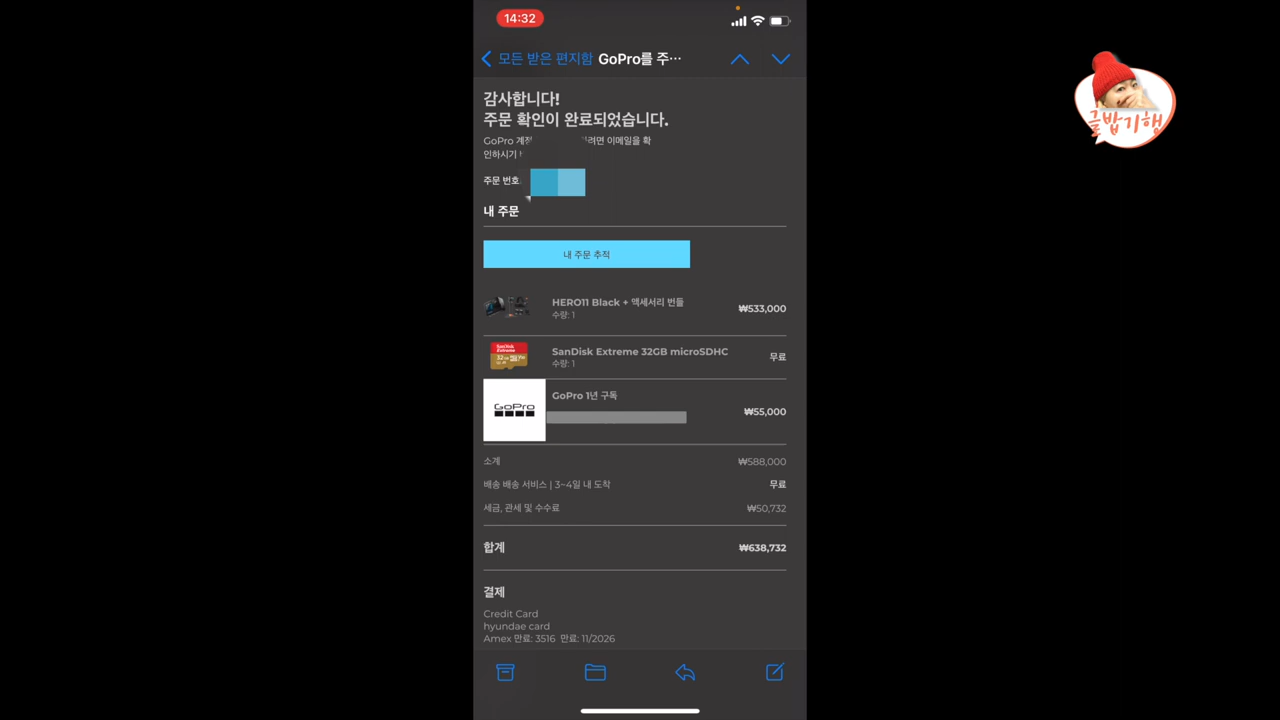 14:32
모든 받은 편지함 GoPro를 주…
글밥기행
감사합니다!
주문 확인이 완료되었습니다.
GoPro 려면 이메일을 확
인하시기
주문 번호
내 주문
내 주문 추적
HERO11 Black + 액세서리 번들
수량: 1
₩533,000
SanDisk Extreme 32GB microSDHC
수량: 1
무료
GoPro
GoPro 1년 구독
₩55,000
소계 ₩588,000
배송 배송 서비스 | 3~4일 내 도착 무료
세금, 관세 및 수수료 ₩50,732
합계 ₩638,732
결제
Credit Card
hyundae card
Amex 만료: 3516 만료: 11/2026